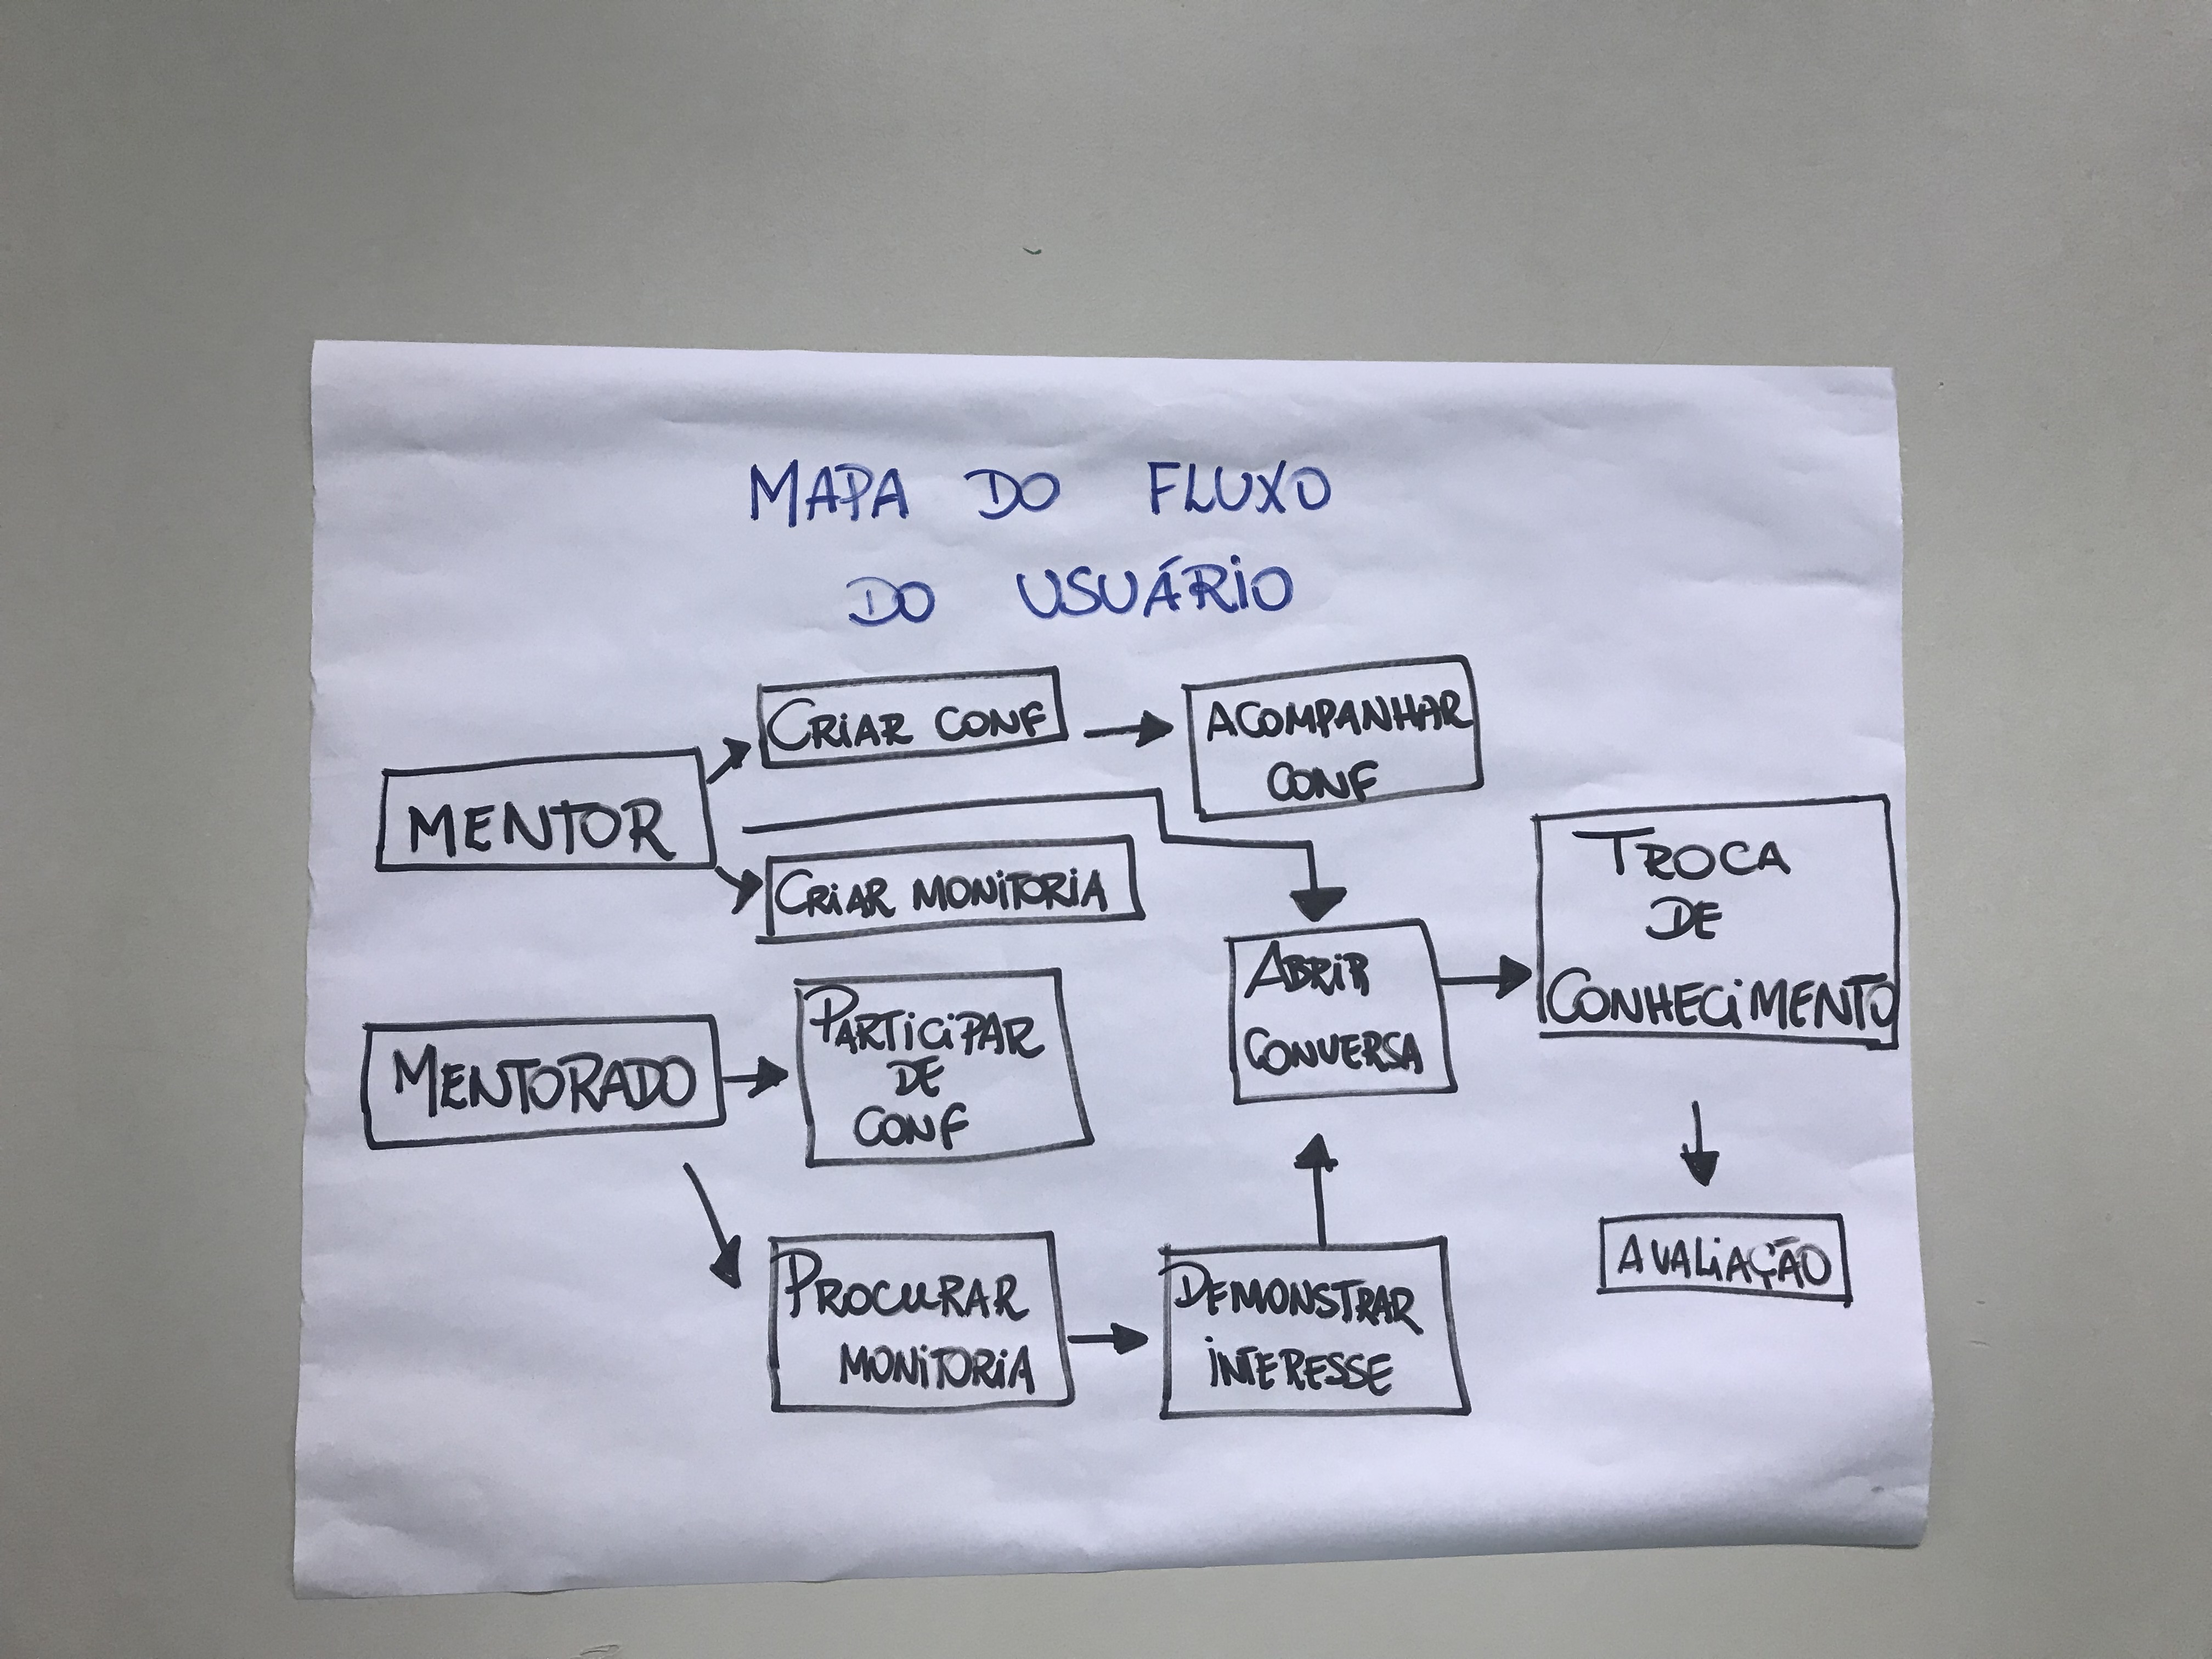 MAPA DO FLUXO
DO USUÁRIO
CRIAR CONF
ACOMPANHAR
CONF
MENTOR
CRIAR MONITORIA
TROCA
DE
CONHECIMENTO
ABRIR
CONVERSA
MENTORADO
PARTICIPAR
DE
CONF
PROCURAR
MONITORIA
DEMONSTRAR
INTERESSE
AVALIAÇÃO